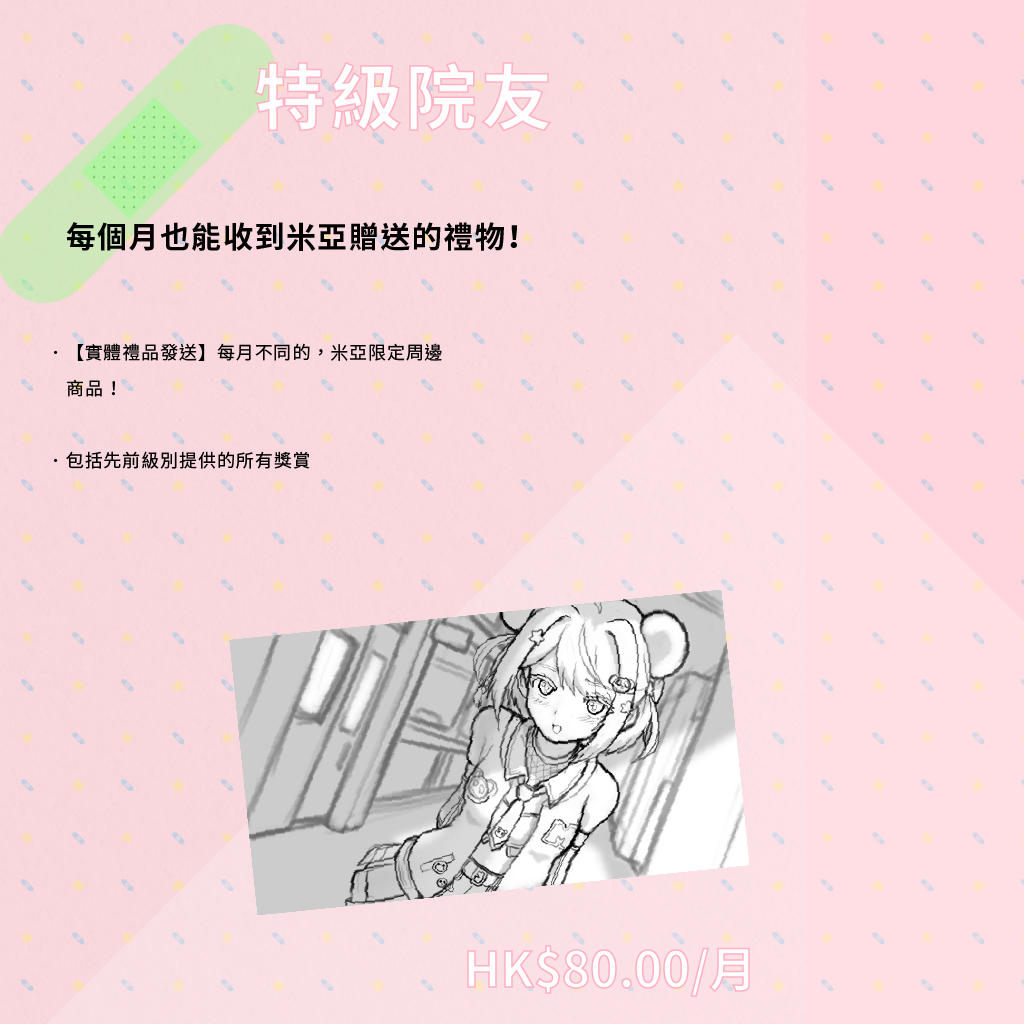 特級院友
每個月也能收到米亞贈送的禮物！
・【實體禮品發送】每月不同的，米亞限定周邊
商品！
・包括先前級別提供的所有獎賞
HK$80.00/月